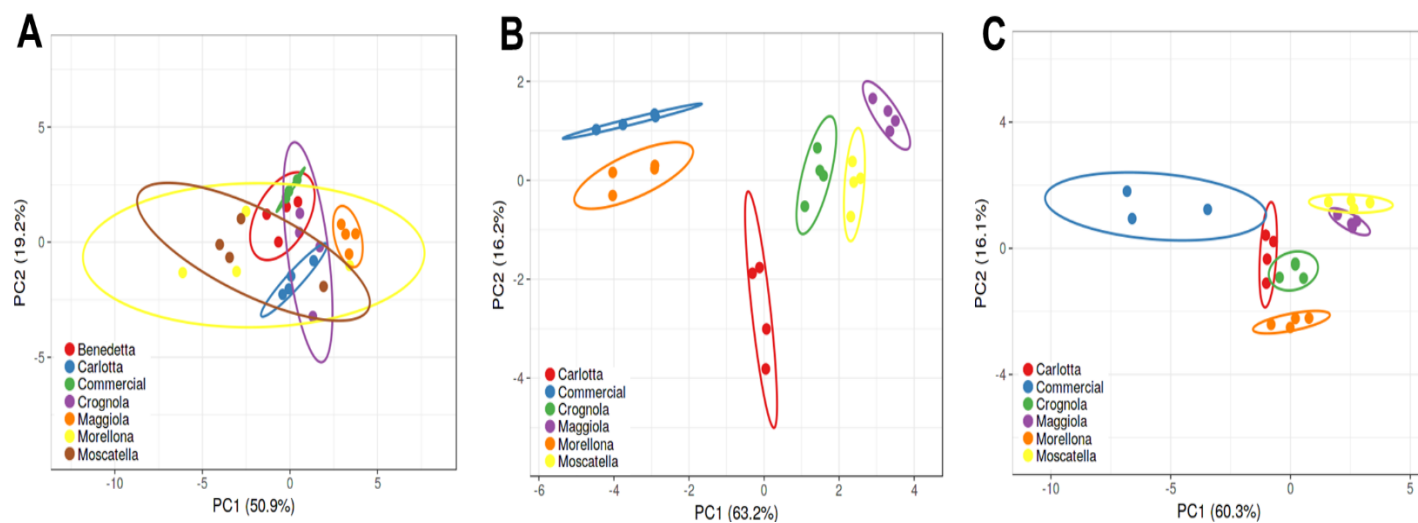 A
PC2 (19.2%)
5
0
-5
Benedetta
Carlotta
Commercial
Crognola
Maggiola
Morellona
Moscatella
-10
-5
0
5
PC1 (50.9%)
B
PC2 (16.2%)
2
0
-2
-4
Carlotta
Commercial
Crognola
Maggiola
Morellona
Moscatella
-6
-4
-2
0
2
4
PC1 (63.2%)
C
PC2 (16.1%)
4
0
-4
Carlotta
Commercial
Crognola
Maggiola
Morellona
Moscatella
-10
-5
0
5
PC1 (60.3%)